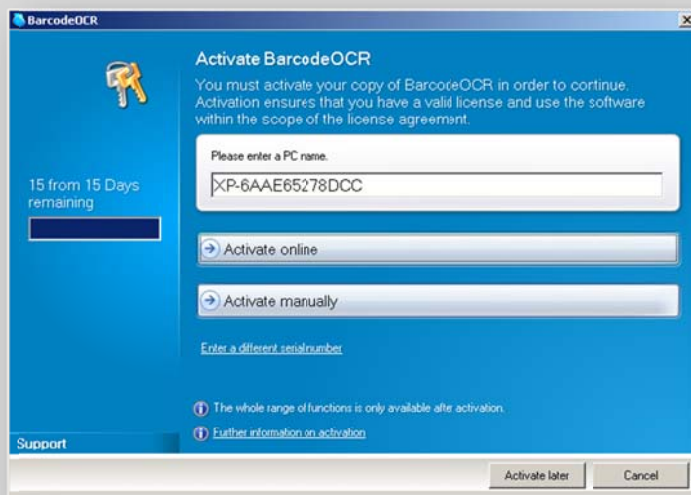 BarcodeOCR
Activate BarcodeOCR
You must activate your copy of BarcodeOCR in order to continue.
Activation ensures that you have a valid license and use the software
within the scope of the license agreement.
Please enter a PC name.
XP-6AAE65278DCC
15 from 15 Days
remaining
Activate online
Activate manually
Enter a different serialnumber
The whole range of functions is only available after activation.
Further information on activation
Support
Activate later
Cancel